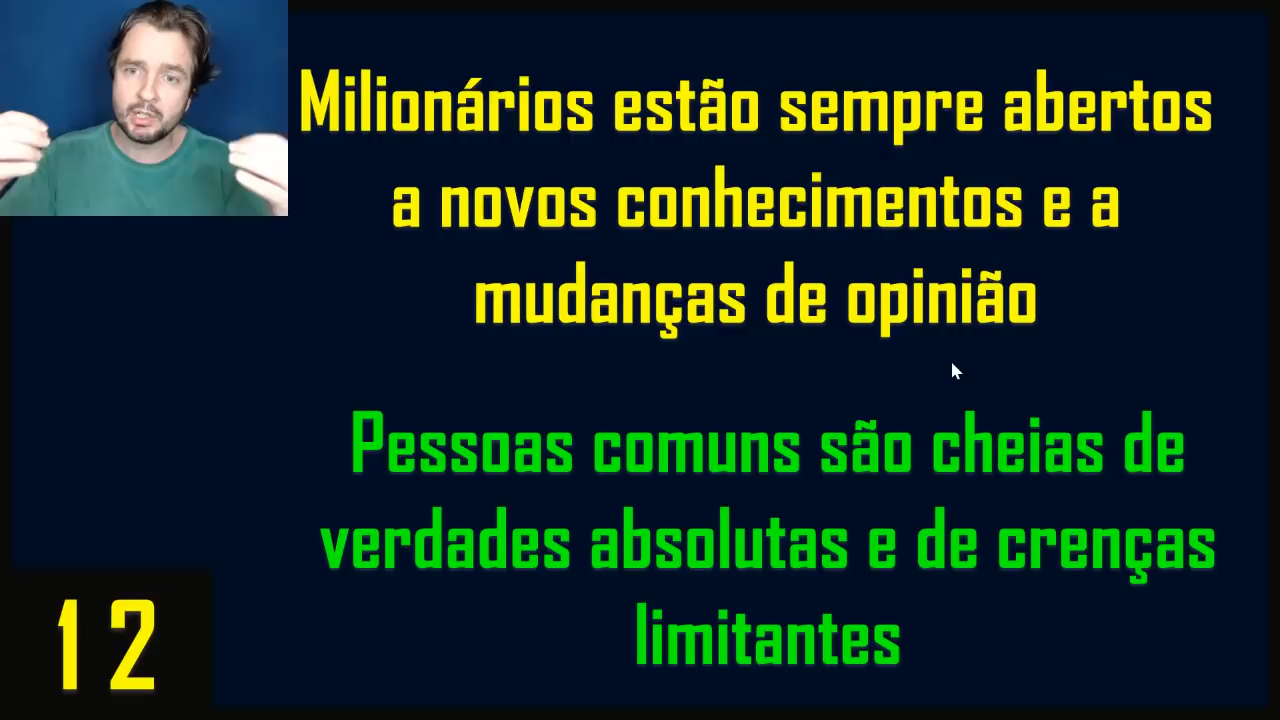 Milionários estão sempre abertos
a novos conhecimentos e a
mudanças de opinião
Pessoas comuns são cheias de
verdades absolutas e de crenças
limitantes
12